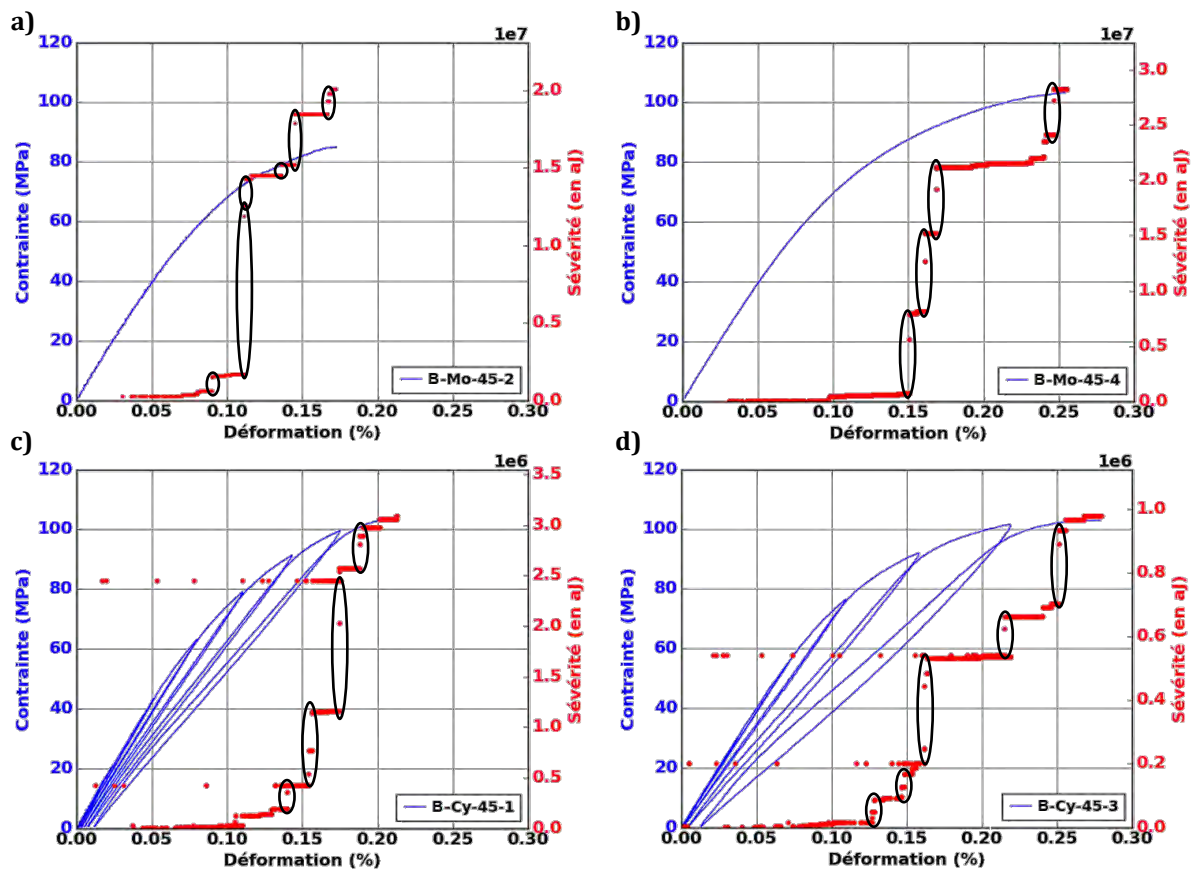 a)
1e7
120
100
80
60
40
20
0
Contrainte (MPa)
2.0
1.5
1.0
0.5
0.0
Sévérité (en aJ)
B-Mo-45-2
0.00 0.05 0.10 0.15 0.20 0.25 0.30
Déformation (%)
b)
1e7
120
100
80
60
40
20
0
Contrainte (MPa)
3.0
2.5
2.0
1.5
1.0
0.5
0.0
Sévérité (en aJ)
B-Mo-45-4
0.00 0.05 0.10 0.15 0.20 0.25 0.30
Déformation (%)
c)
1e6
120
100
80
60
40
20
0
Contrainte (MPa)
3.5
3.0
2.5
2.0
1.5
1.0
0.5
0.0
Sévérité (en aJ)
B-Cy-45-1
0.00 0.05 0.10 0.15 0.20 0.25 0.30
Déformation (%)
d)
1e6
120
100
80
60
40
20
0
Contrainte (MPa)
1.0
0.8
0.6
0.4
0.2
0.0
Sévérité (en aJ)
B-Cy-45-3
0.00 0.05 0.10 0.15 0.20 0.25 0.30
Déformation (%)